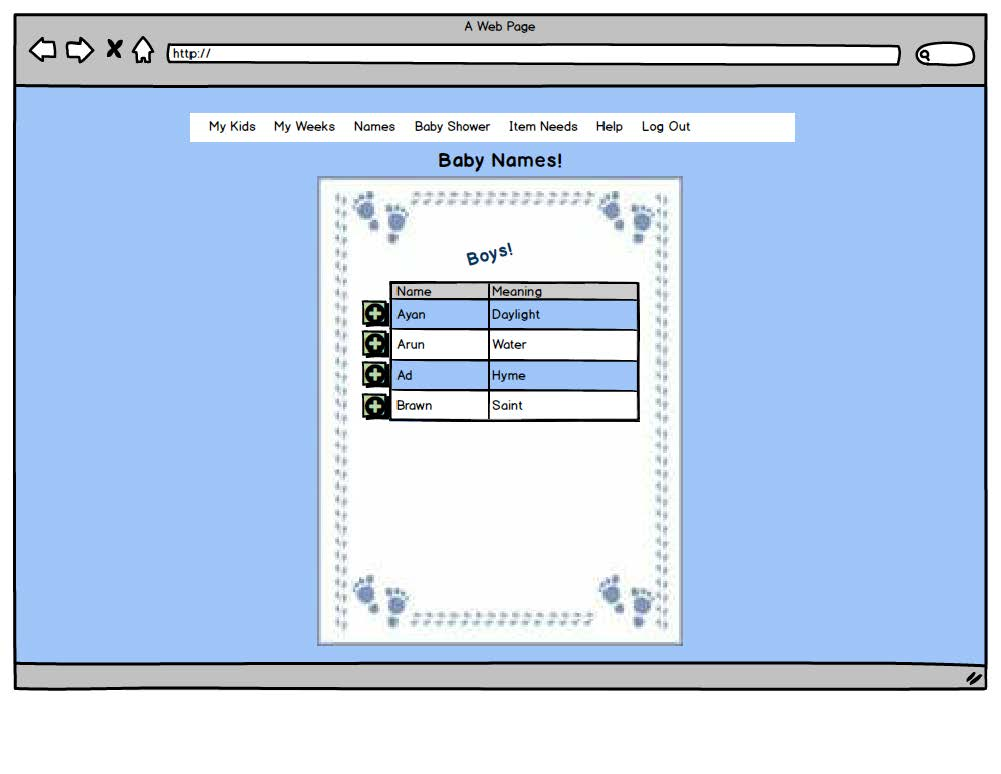 A Web Page
http://
My Kids My Weeks Names Baby Shower Item Needs Help Log Out
Baby Names!
Boys!
Name Meaning
Ayan Daylight
Arun Water
Ad Hyme
Brawn Saint